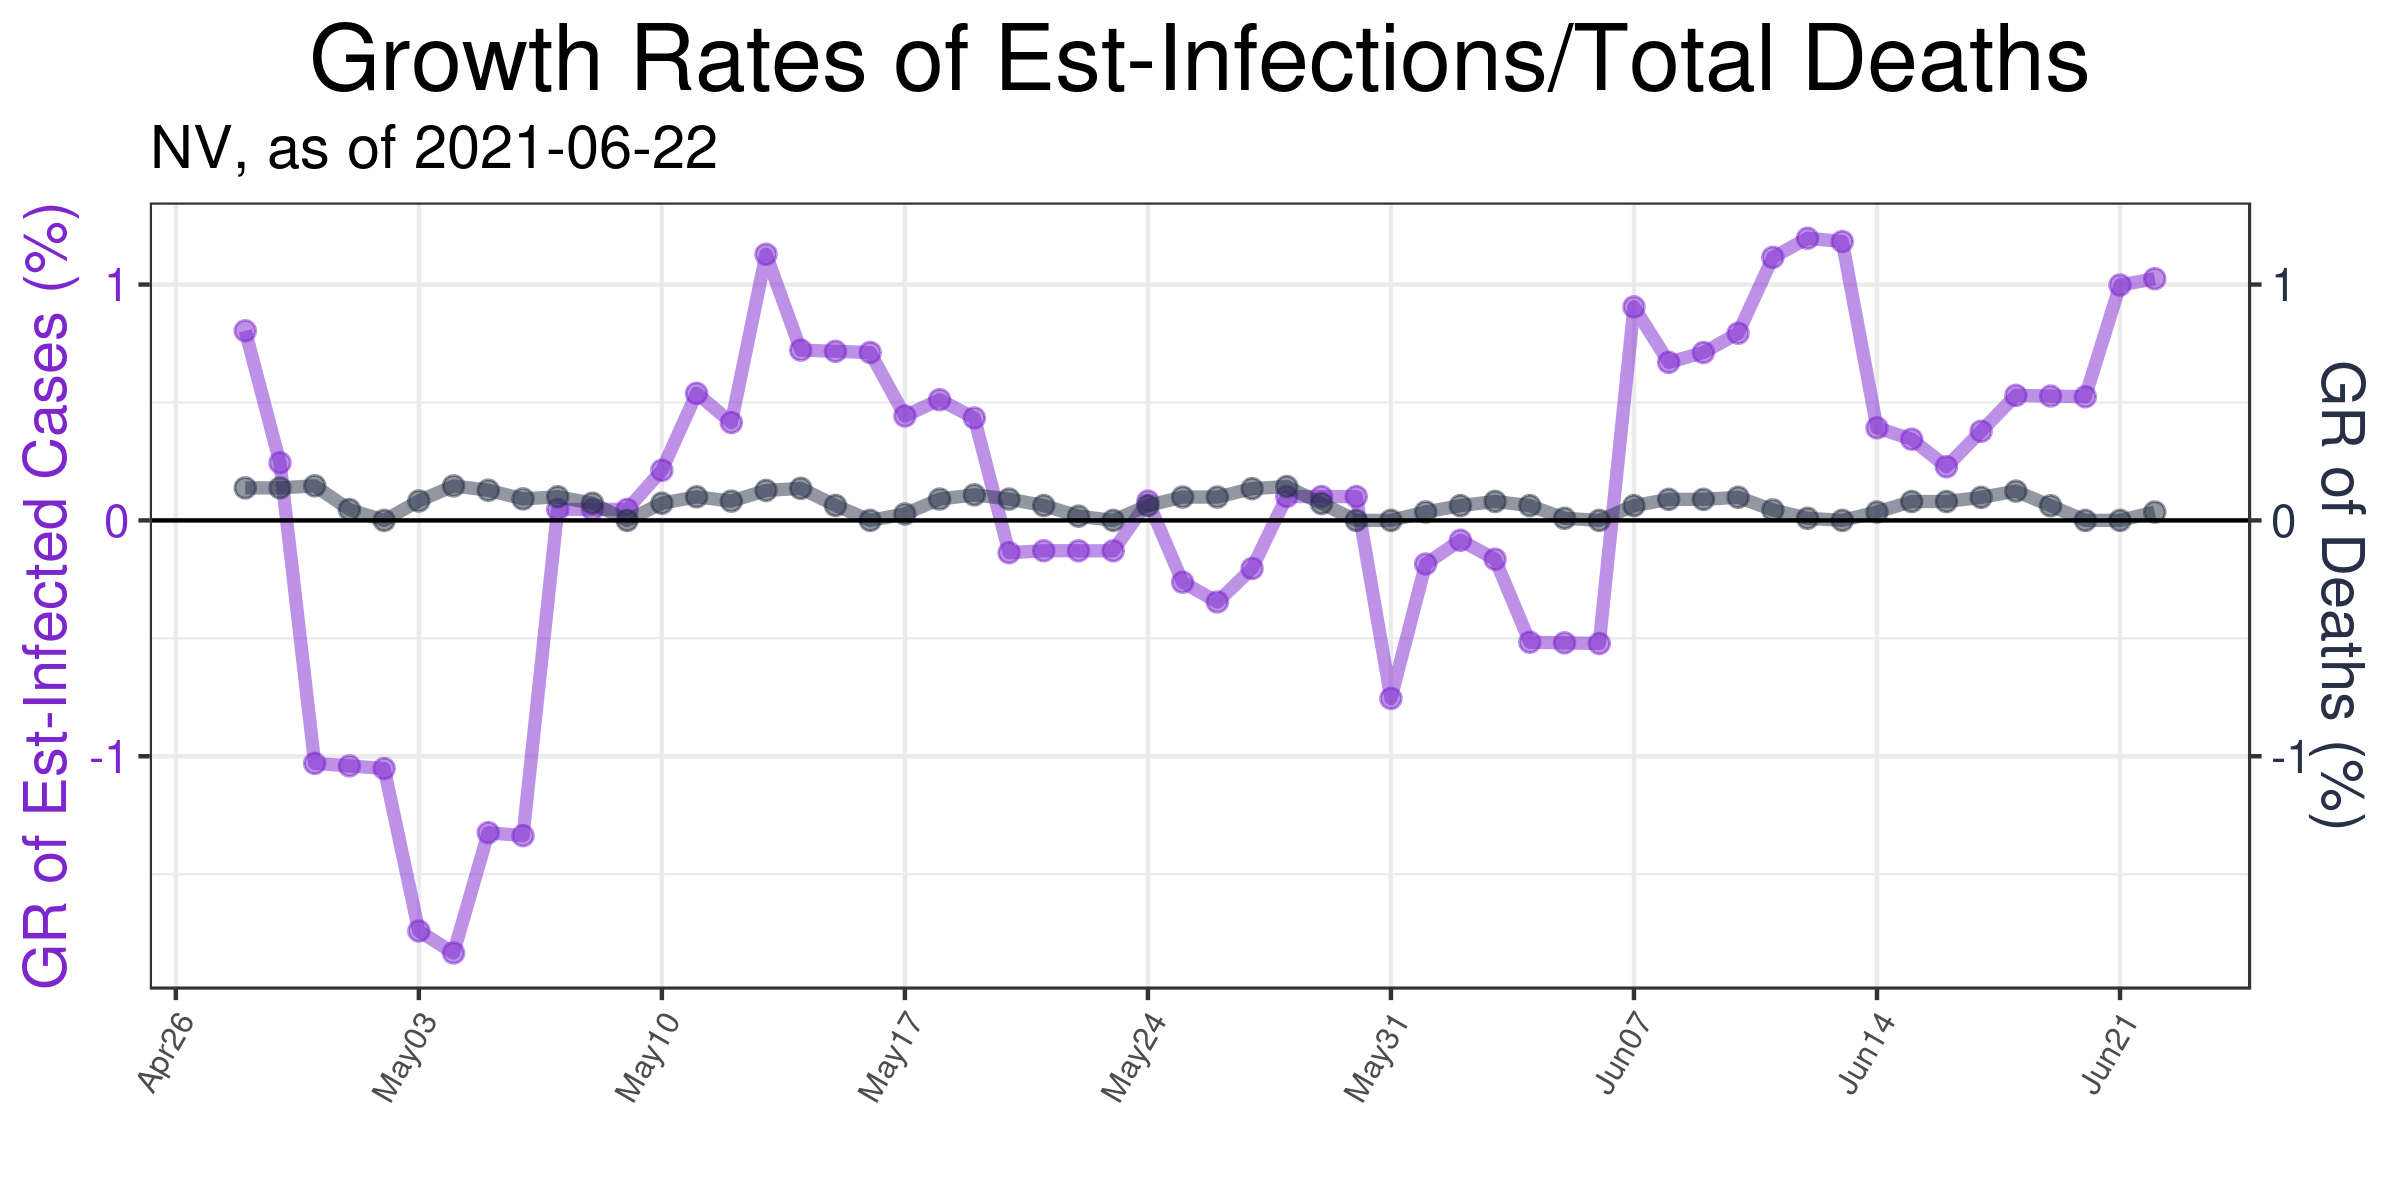 Growth Rates of Est-Infections/Total Deaths
NV, as of 2021-06-22
GR of Est-Infected Cases (%)
1
0
-1
1
0
-1
GR of Deaths (%)
Apr26
May03
May10
May17
May24
May31
Jun07
Jun14
Jun21